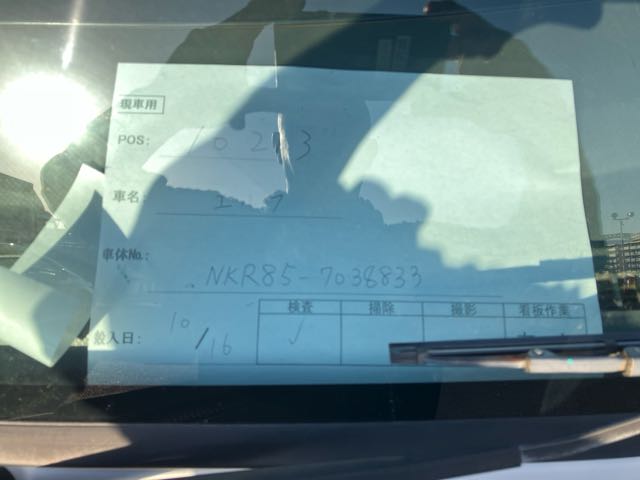 現車用
POS: 10213
車名: エルフ
車体No.: NKR85-7038833
搬入日: 10/16
検査 掃除 撮影 看板作業
✓